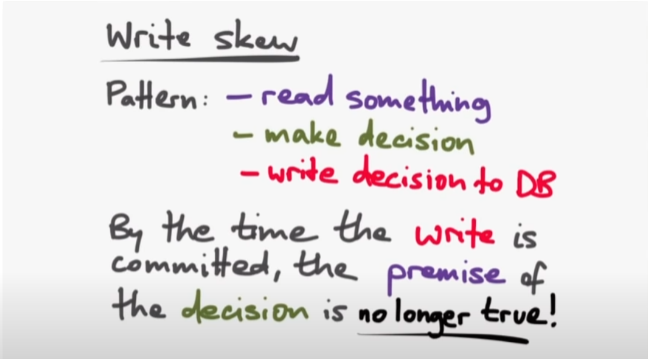 Write skew
Pattern: – read something
– make decision
– write decision to DB
By the time the write is
committed, the premise of
the decision is no longer true!